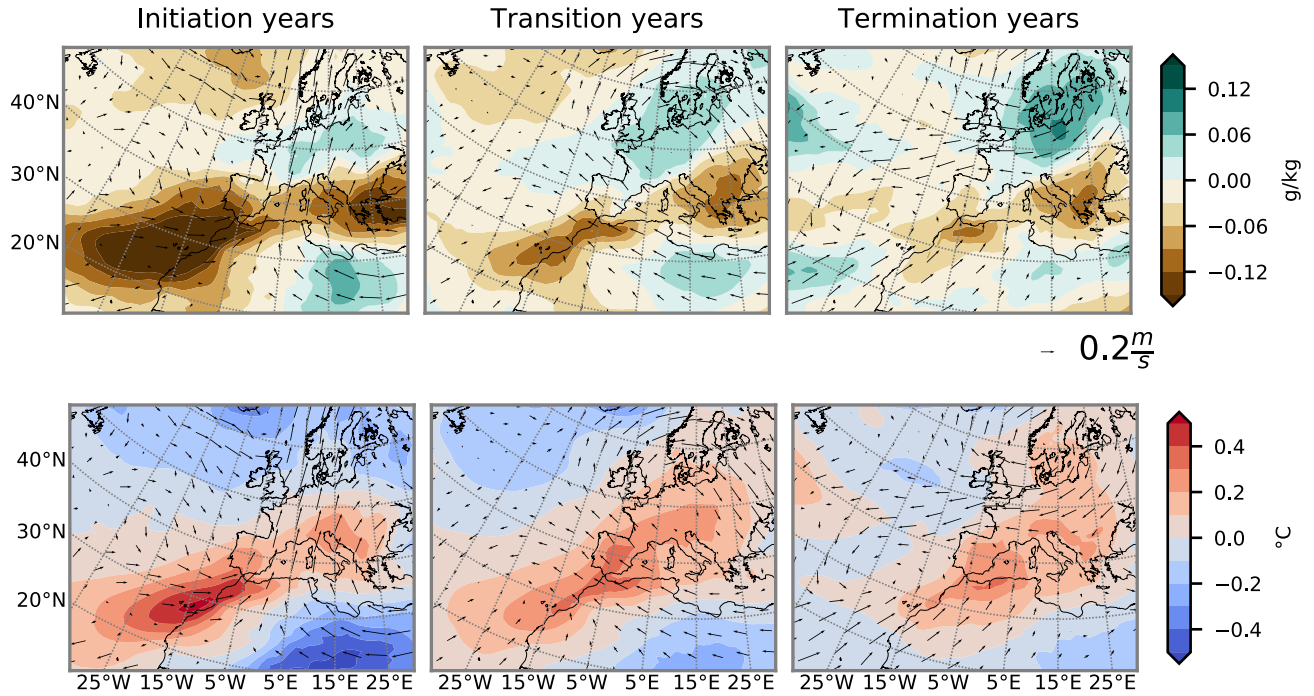 Initiation years
Transition years
Termination years
40°N
30°N
20°N
0.12
0.06
0.00
−0.06
−0.12
g/kg
0.2 m/s
40°N
30°N
20°N
0.4
0.2
0.0
−0.2
−0.4
°C
25°W 15°W 5°W 5°E 15°E 25°E
25°W 15°W 5°W 5°E 15°E 25°E
25°W 15°W 5°W 5°E 15°E 25°E